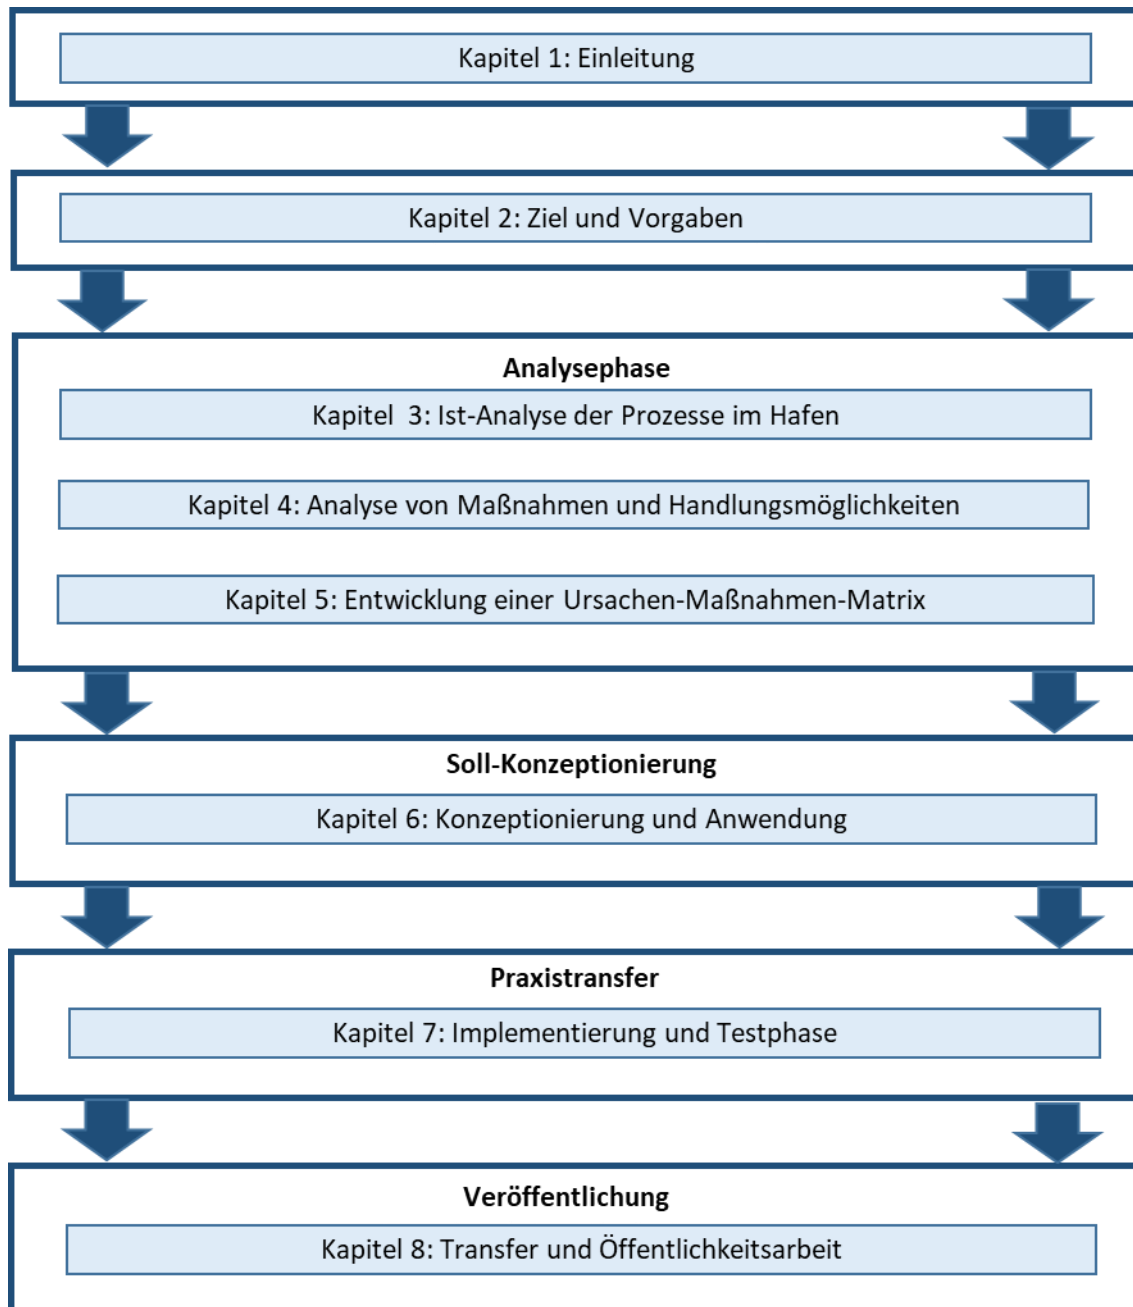 Kapitel 1: Einleitung
Kapitel 2: Ziel und Vorgaben
Analysephase
Kapitel 3: Ist-Analyse der Prozesse im Hafen
Kapitel 4: Analyse von Maßnahmen und Handlungsmöglichkeiten
Kapitel 5: Entwicklung einer Ursachen-Maßnahmen-Matrix
Soll-Konzeptionierung
Kapitel 6: Konzeptionierung und Anwendung
Praxistransfer
Kapitel 7: Implementierung und Testphase
Veröffentlichung
Kapitel 8: Transfer und Öffentlichkeitsarbeit